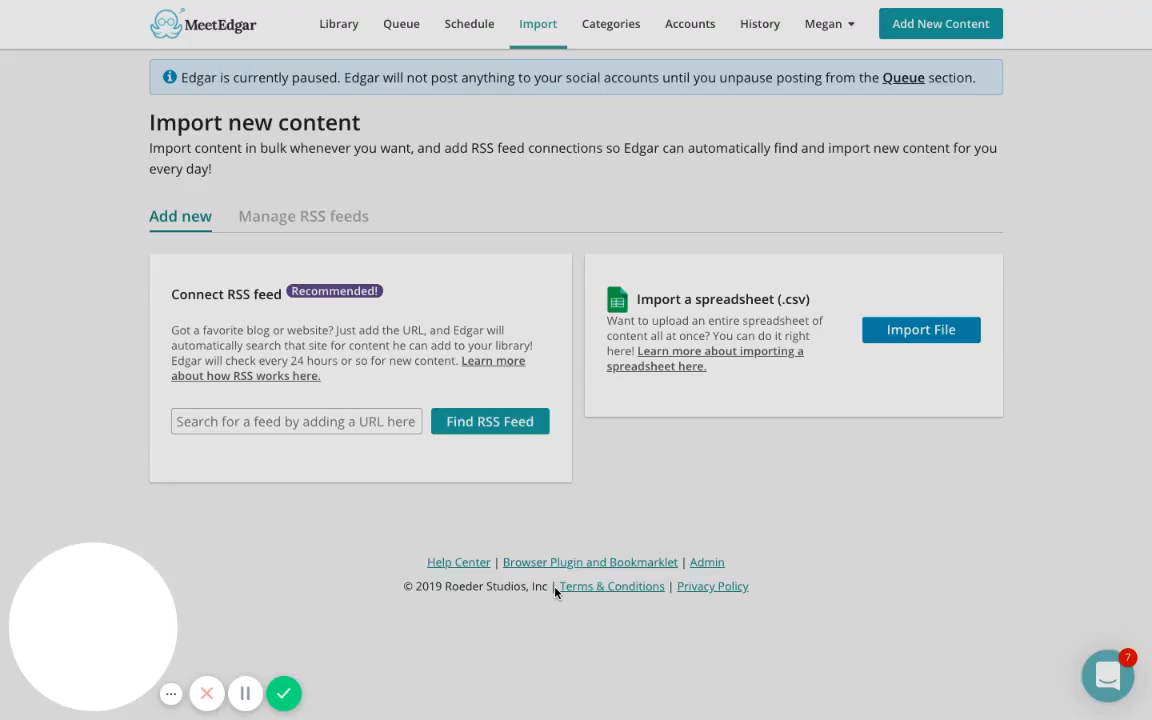 MeetEdgar
Library
Queue
Schedule
Import
Categories
Accounts
History
Megan
Add New Content
Edgar is currently paused. Edgar will not post anything to your social accounts until you unpause posting from the Queue section.
Import new content
Import content in bulk whenever you want, and add RSS feed connections so Edgar can automatically find and import new content for you
every day!
Add new
Manage RSS feeds
Connect RSS feed
Recommended!
Got a favorite blog or website? Just add the URL, and Edgar will
automatically search that site for content he can add to your library!
Edgar will check every 24 hours or so for new content. Learn more
about how RSS works here.
Search for a feed by adding a URL here
Find RSS Feed
Import a spreadsheet (.csv)
Want to upload an entire spreadsheet of
content all at once? You can do it right
here! Learn more about importing a
spreadsheet here.
Import File
Help Center | Browser Plugin and Bookmarklet | Admin
© 2019 Roeder Studios, Inc | Terms & Conditions | Privacy Policy
7